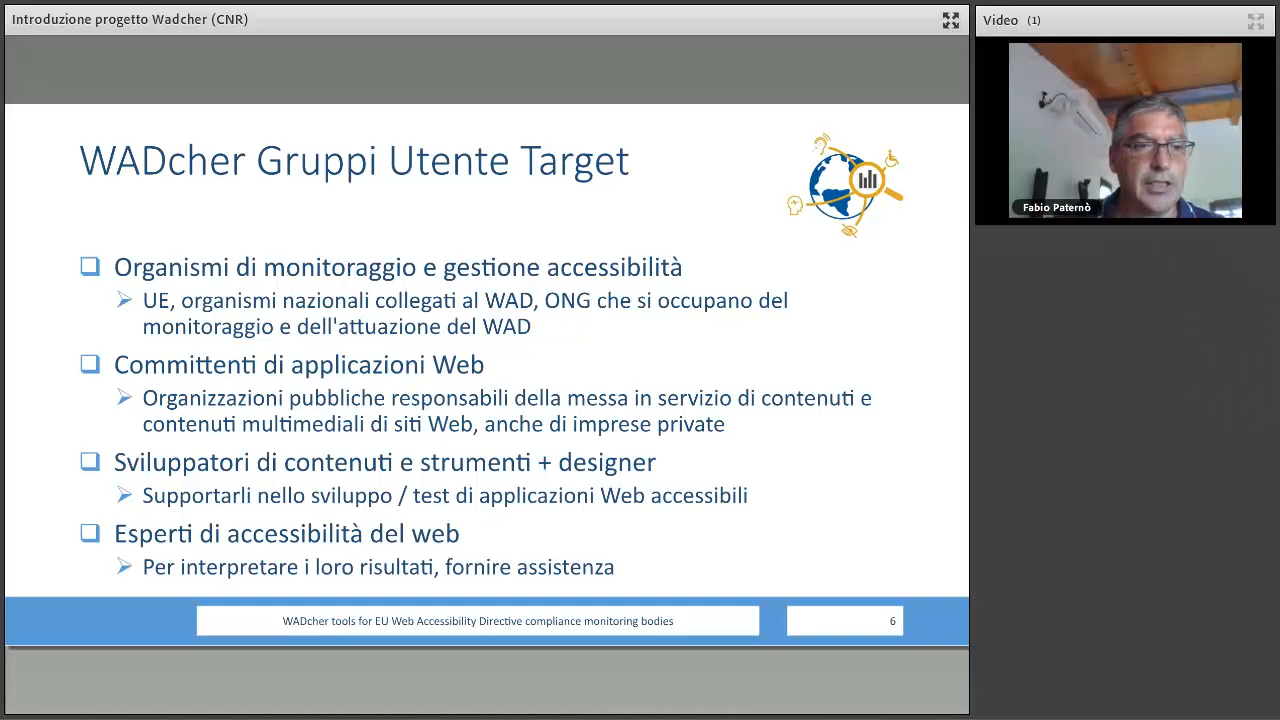 Introduzione progetto Wadcher (CNR)
Video (1)
WADcher Gruppi Utente Target
Fabio Paternò
Organismi di monitoraggio e gestione accessibilità
UE, organismi nazionali collegati al WAD, ONG che si occupano del
monitoraggio e dell'attuazione del WAD
Committenti di applicazioni Web
Organizzazioni pubbliche responsabili della messa in servizio di contenuti e
contenuti multimediali di siti Web, anche di imprese private
Sviluppatori di contenuti e strumenti + designer
Supportarli nello sviluppo / test di applicazioni Web accessibili
Esperti di accessibilità del web
Per interpretare i loro risultati, fornire assistenza
WADcher tools for EU Web Accessibility Directive compliance monitoring bodies
6